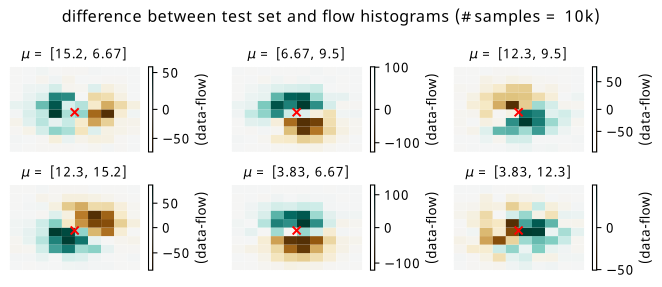 difference between test set and flow histograms (# samples = 10k)
μ = [15.2, 6.67]
μ = [6.67, 9.5]
μ = [12.3, 9.5]
50
0
−50
(data-flow)
100
0
−100
(data-flow)
50
0
−50
(data-flow)
μ = [12.3, 15.2]
μ = [3.83, 6.67]
μ = [3.83, 12.3]
50
0
−50
(data-flow)
100
0
−100
(data-flow)
0
−50
(data-flow)